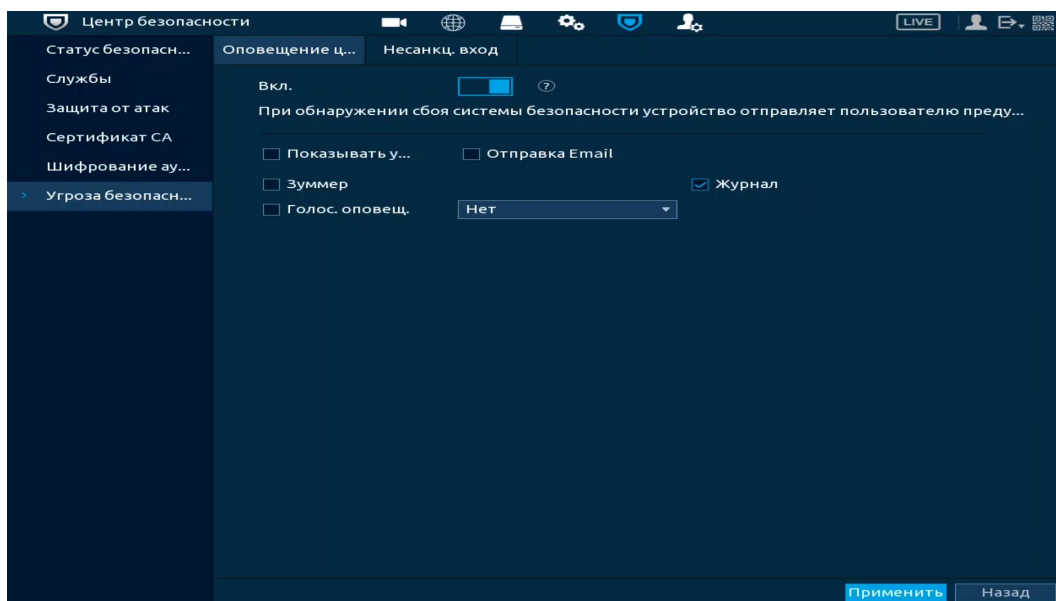 Центр безопасности LIVE
Статус безопасн...
Службы
Защита от атак
Сертификат CA
Шифрование ау...
Угроза безопасн...
Оповещение ц... Несанкц. вход
Вкл. ?
При обнаружении сбоя системы безопасности устройство отправляет пользователю преду...
Показывать у... Отправка Email
Зуммер Журнал
Голос. оповещ. Нет
Применить Назад